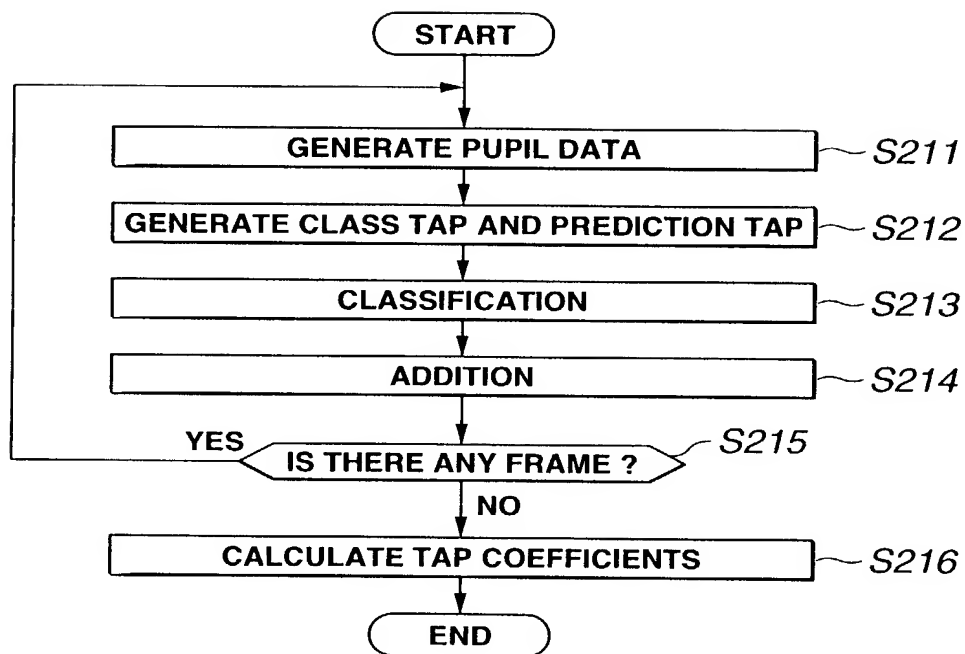 START
GENERATE PUPIL DATA
S211
GENERATE CLASS TAP AND PREDICTION TAP
S212
CLASSIFICATION
S213
ADDITION
S214
YES
IS THERE ANY FRAME ?
S215
NO
CALCULATE TAP COEFFICIENTS
S216
END